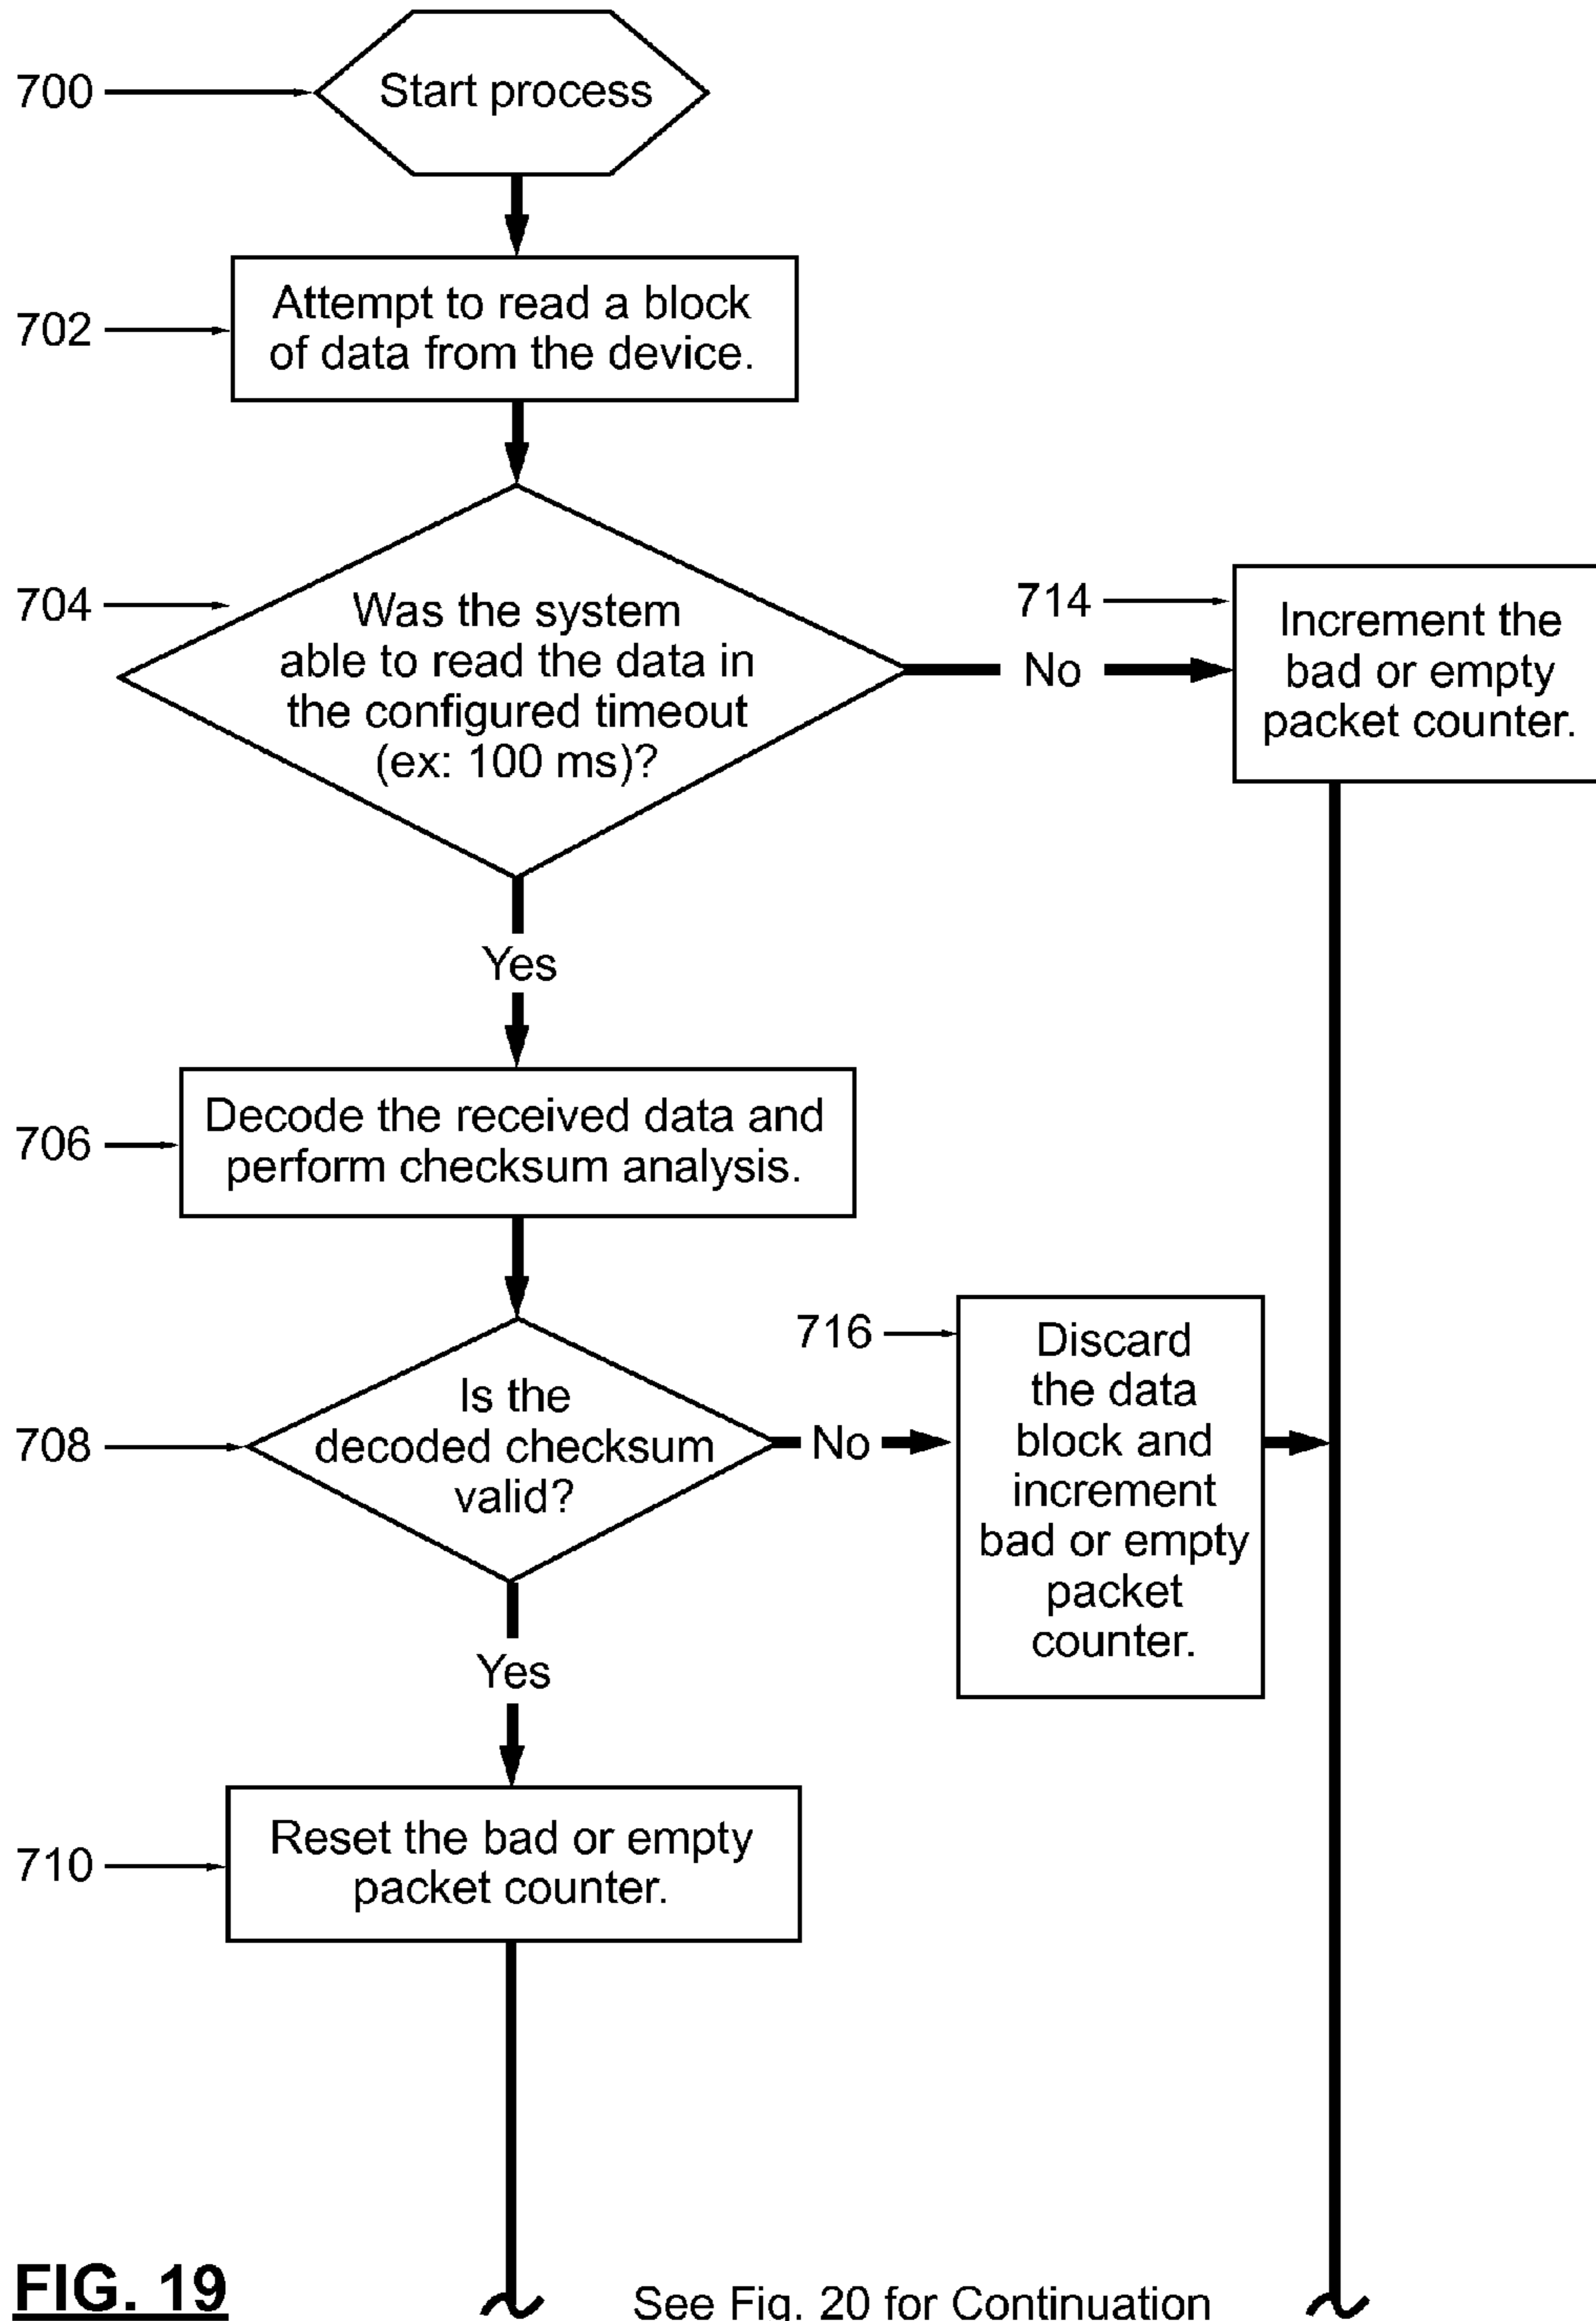 700
Start process
702
Attempt to read a block
of data from the device.
704
Was the system
able to read the data in
the configured timeout
(ex: 100 ms)?
No
714
Increment the
bad or empty
packet counter.
Yes
706
Decode the received data and
perform checksum analysis.
708
Is the
decoded checksum
valid?
No
716
Discard
the data
block and
increment
bad or empty
packet
counter.
Yes
710
Reset the bad or empty
packet counter.
FIG. 19
See Fig. 20 for Continuation